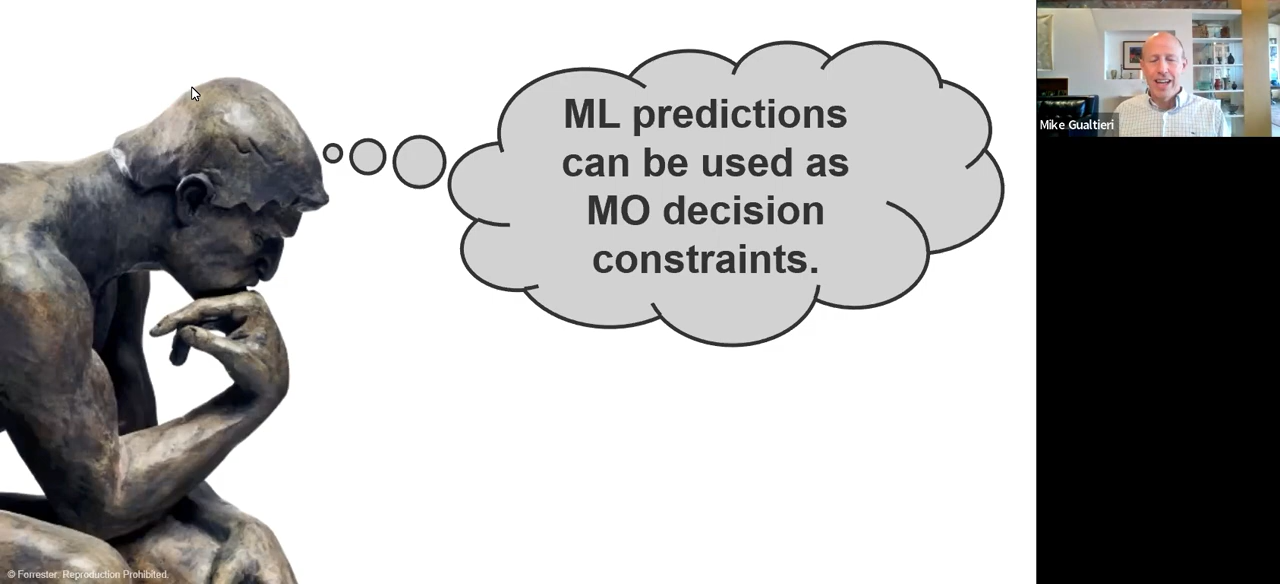 ML predictions
can be used as
MO decision
constraints.
Mike Gualtieri
© Forrester. Reproduction Prohibited.